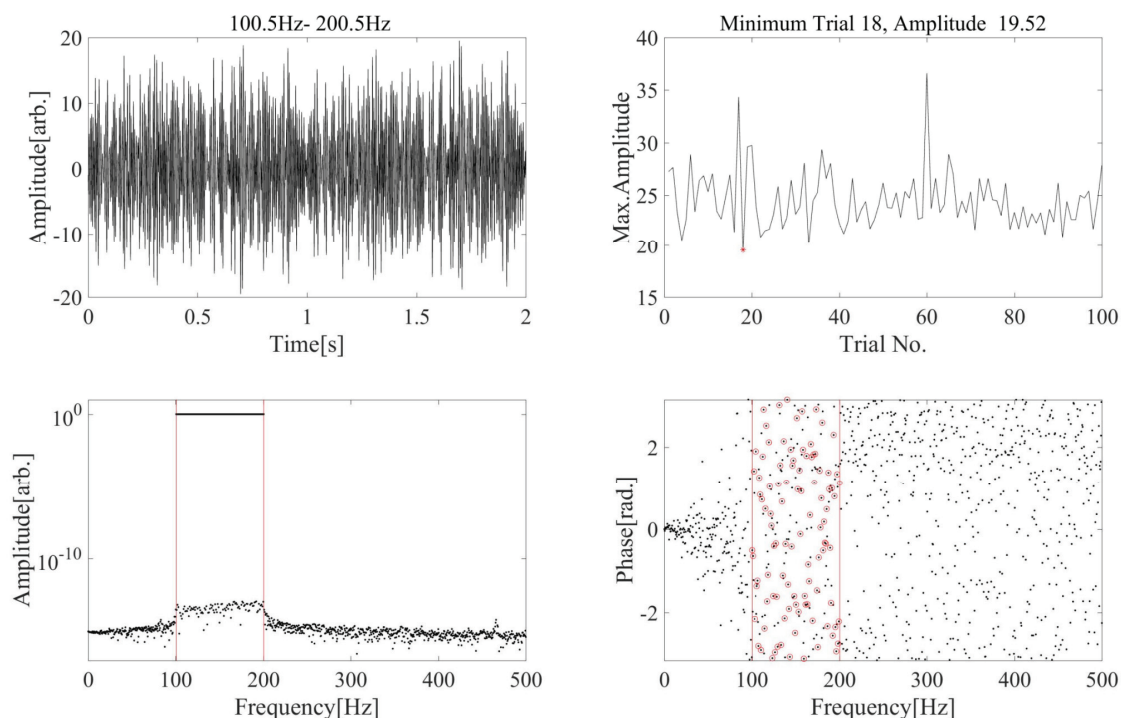 100.5Hz- 200.5Hz
20
10
0
-10
-20
Amplitude[arb.]
0 0.5 1 1.5 2
Time[s]
Minimum Trial 18, Amplitude 19.52
40
35
30
25
20
15
Max.Amplitude
0 20 40 60 80 100
Trial No.
10^0
10^-10
Amplitude[arb.]
0 100 200 300 400 500
Frequency[Hz]
2
0
-2
Phase[rad.]
0 100 200 300 400 500
Frequency[Hz]